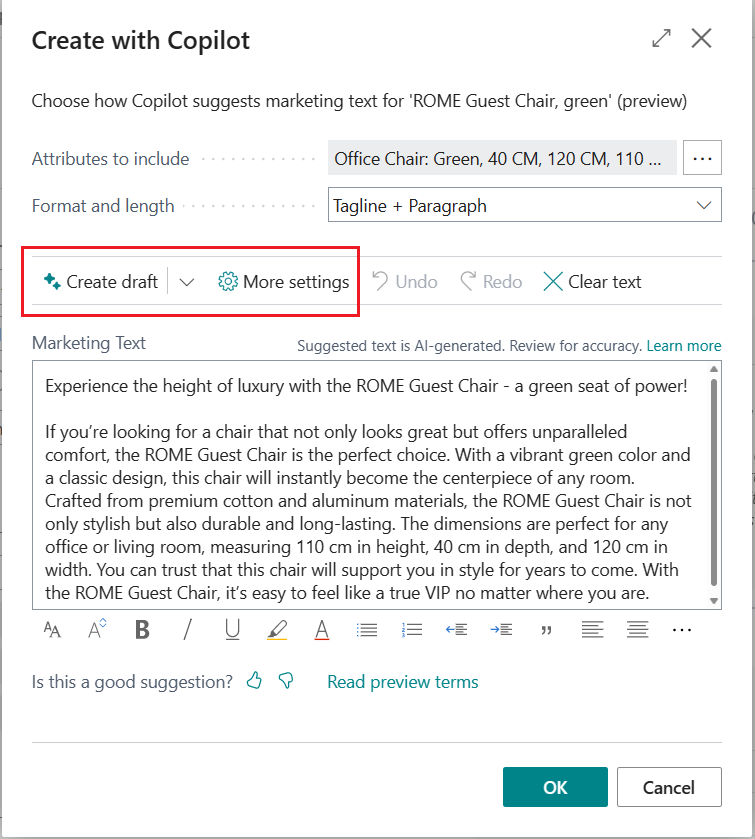 Create with Copilot
Choose how Copilot suggests marketing text for 'ROME Guest Chair, green' (preview)
Attributes to include
Office Chair: Green, 40 CM, 120 CM, 110 ...
Format and length
Tagline + Paragraph
Create draft More settings Undo Redo Clear text
Marketing Text
Suggested text is AI-generated. Review for accuracy. Learn more
Experience the height of luxury with the ROME Guest Chair - a green seat of power!
If you’re looking for a chair that not only looks great but offers unparalleled
comfort, the ROME Guest Chair is the perfect choice. With a vibrant green color and
a classic design, this chair will instantly become the centerpiece of any room.
Crafted from premium cotton and aluminum materials, the ROME Guest Chair is not
only stylish but also durable and long-lasting. The dimensions are perfect for any
office or living room, measuring 110 cm in height, 40 cm in depth, and 120 cm in
width. You can trust that this chair will support you in style for years to come. With
the ROME Guest Chair, it’s easy to feel like a true VIP no matter where you are.
Is this a good suggestion? Read preview terms
OK Cancel